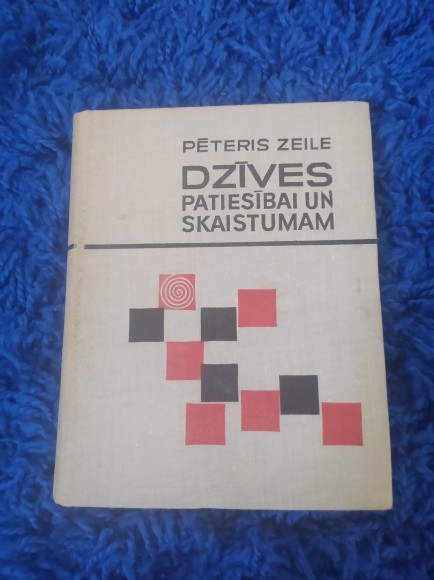 PĒTERIS ZEILE
DZĪVES
PATIESĪBAI UN
SKAISTUMAM